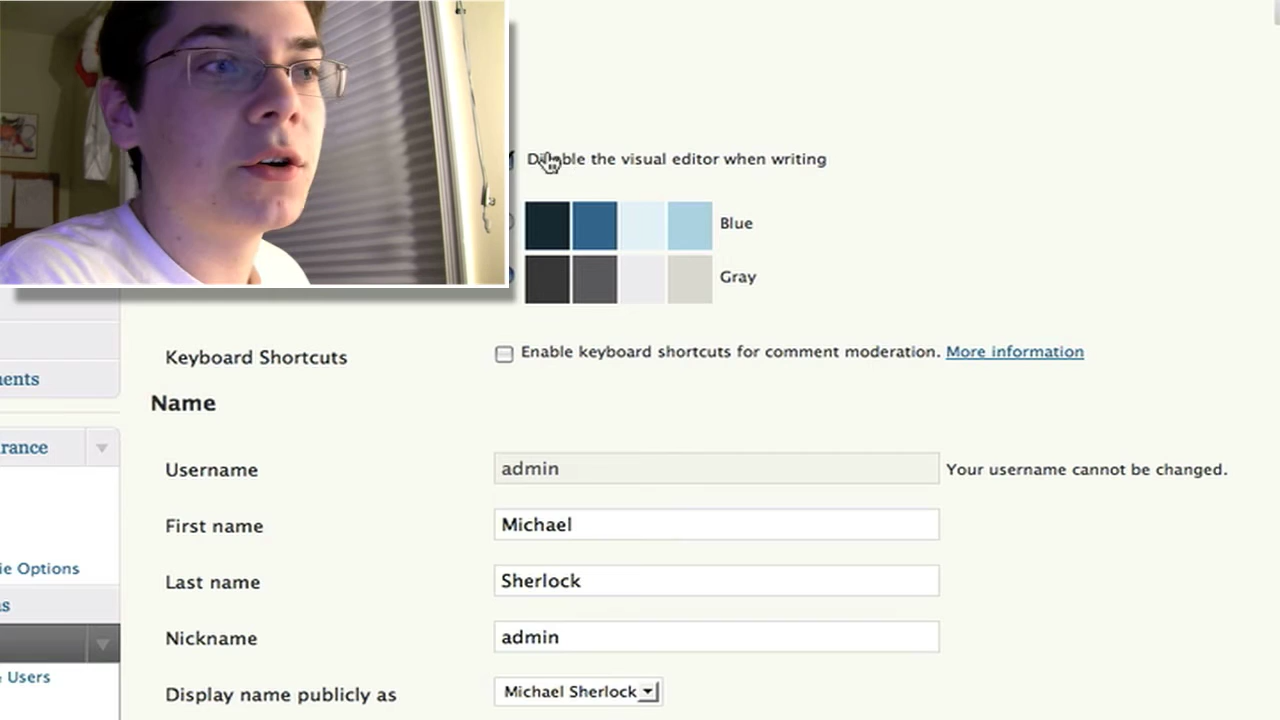 Disable the visual editor when writing
Blue
Gray
Keyboard Shortcuts
Enable keyboard shortcuts for comment moderation. More information
ments
Name
rance
Username
admin
Your username cannot be changed.
First name
Michael
ie Options
Last name
Sherlock
s
Nickname
admin
& Users
Display name publicly as
Michael Sherlock